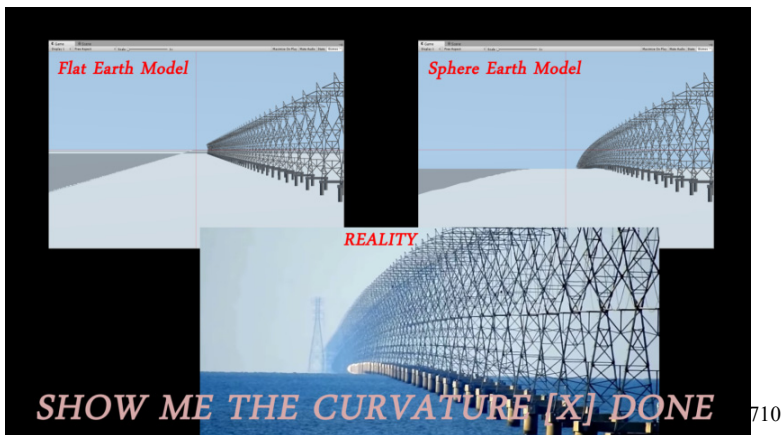 Flat Earth Model
Sphere Earth Model
REALITY
SHOW ME THE CURVATURE [X] DONE
710